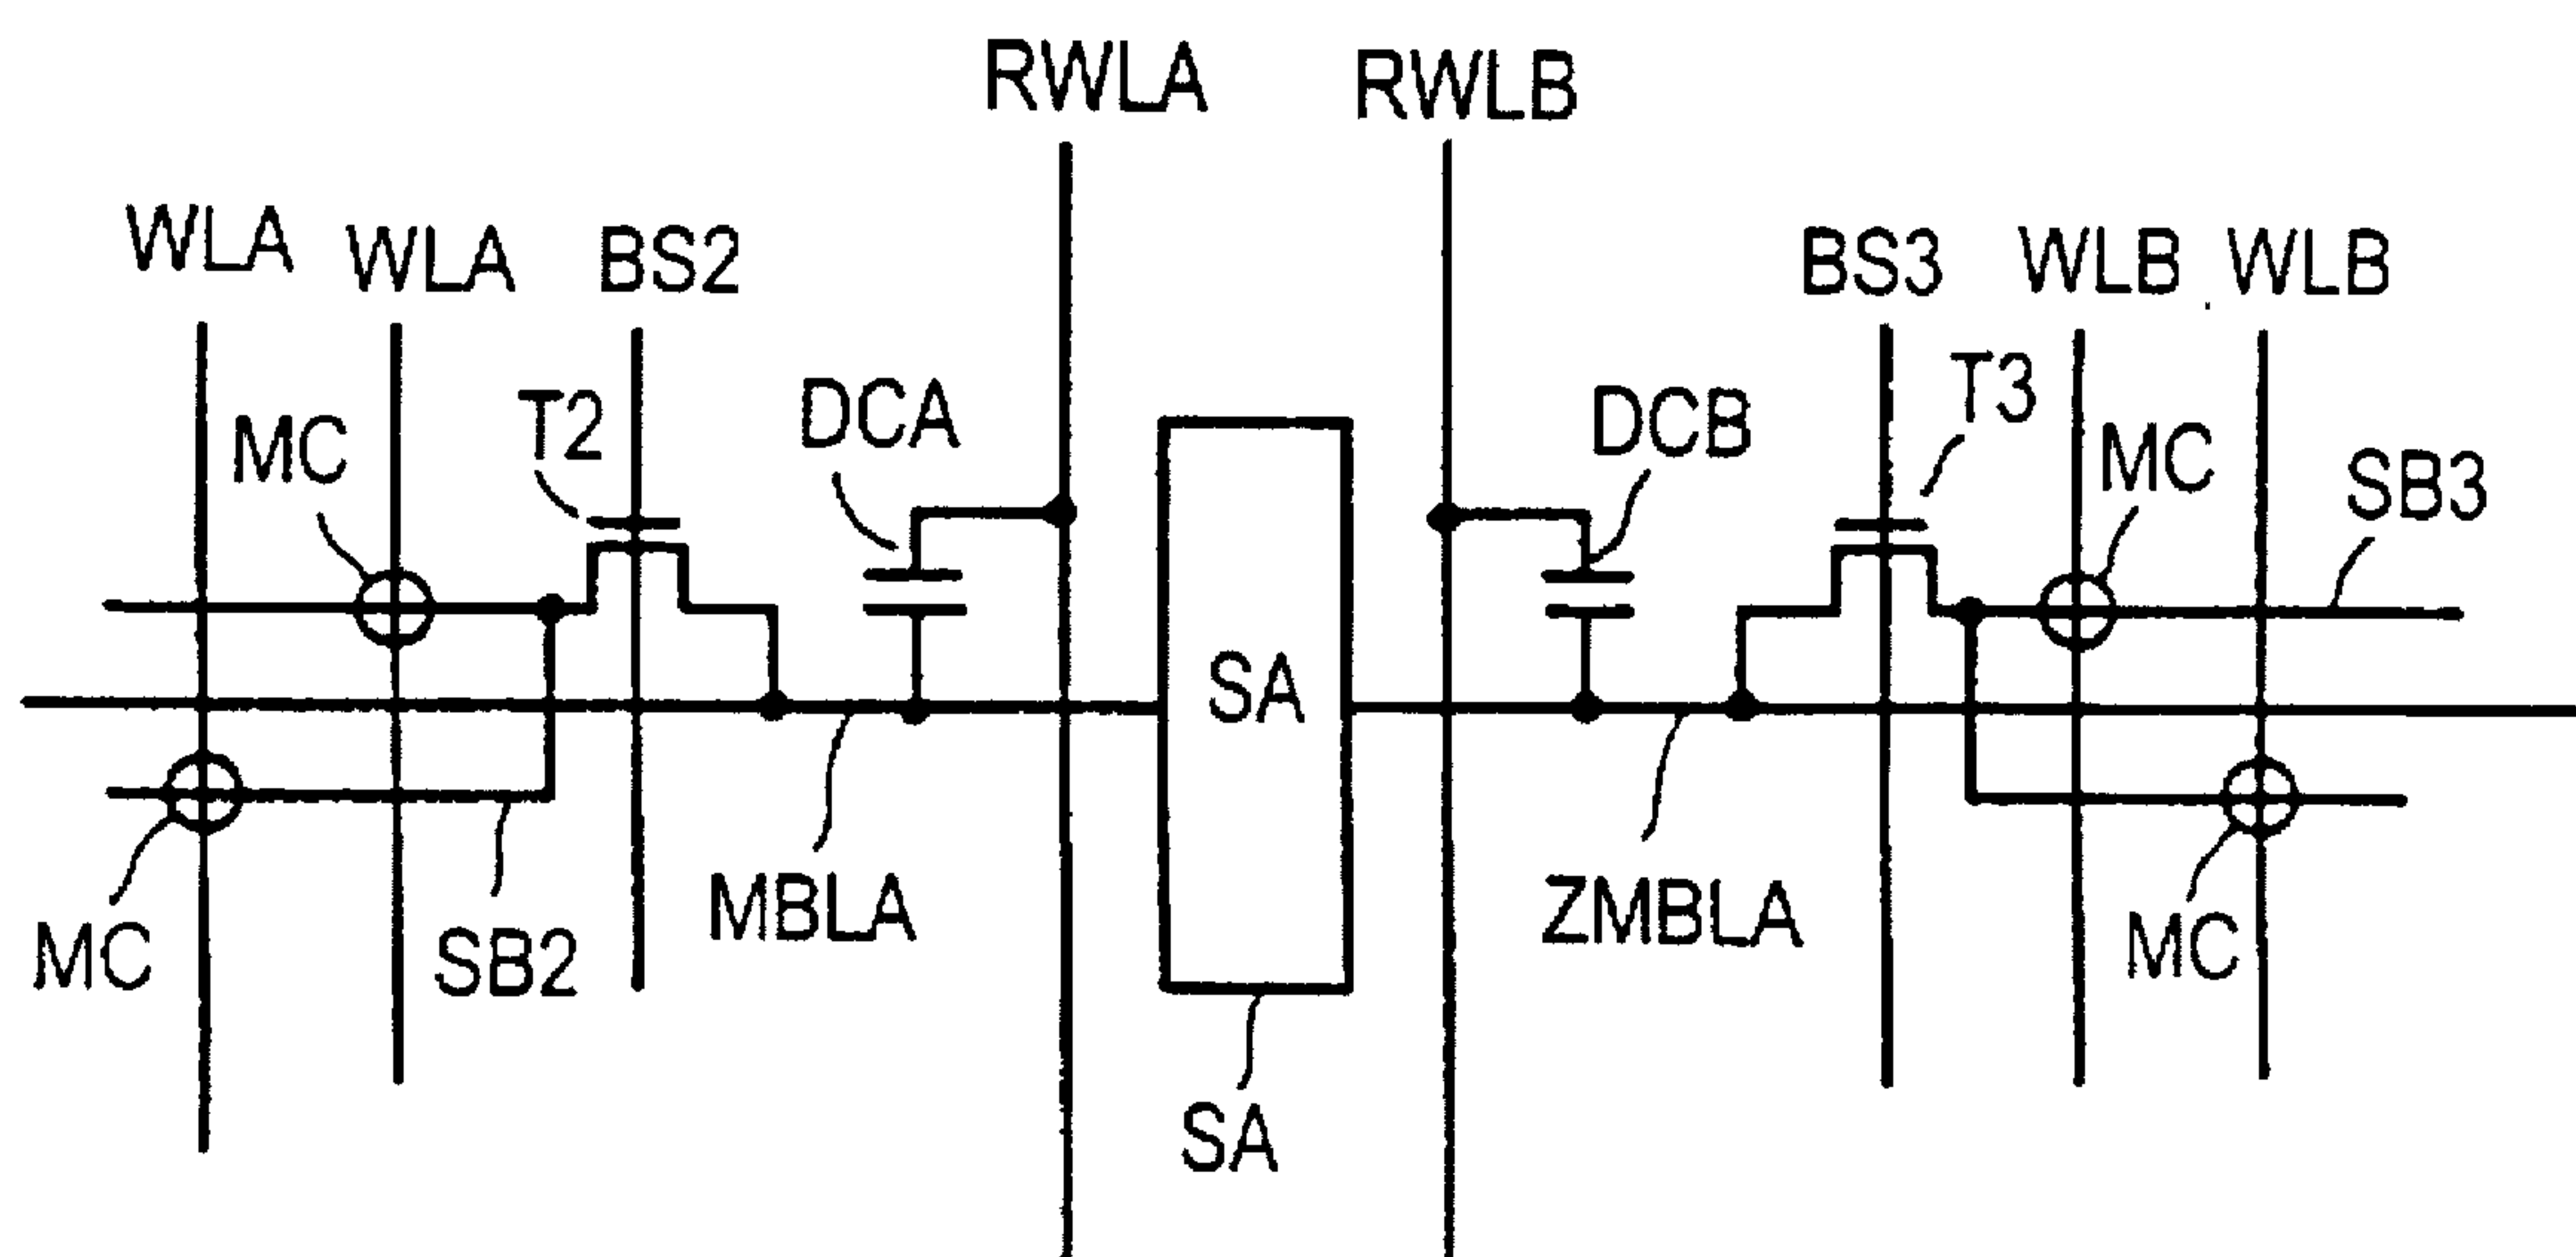 RWLA RWLB
WLA WLA BS2 BS3 WLB WLB
MC T2 DCA DCB T3 MC SB3
SA
MC SB2 MBLA ZMBLA MC
SA